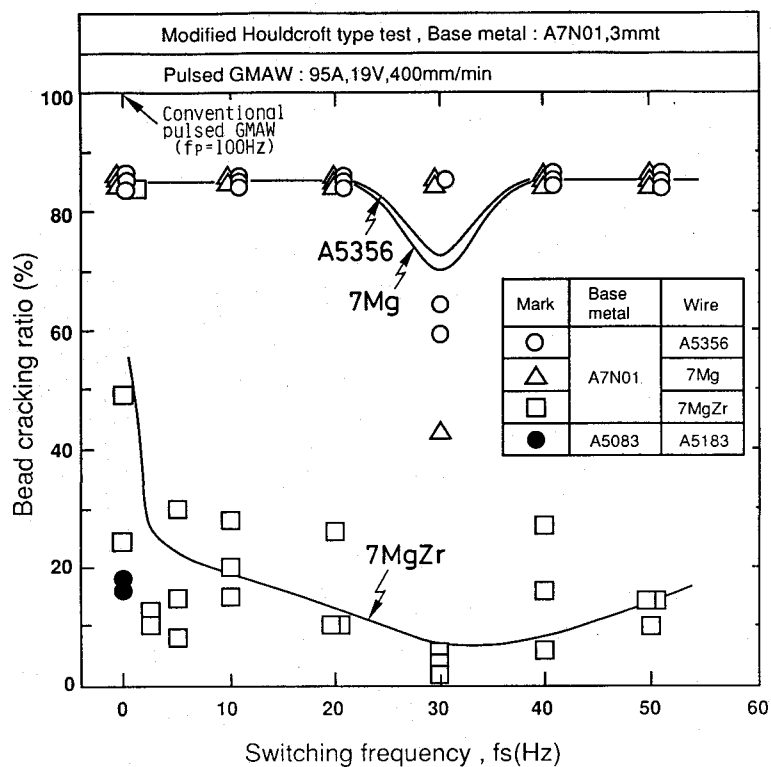 Modified Houldcroft type test , Base metal : A7N01,3mmt
Pulsed GMAW : 95A,19V,400mm/min
100
80
60
40
20
0
Bead cracking ratio (%)
Conventional
pulsed GMAW
(fP=100Hz)
A5356
7Mg
7MgZr
Mark
Base
metal
Wire
A5356
A7N01
7Mg
7MgZr
A5083
A5183
0
10
20
30
40
50
60
Switching frequency , fs(Hz)